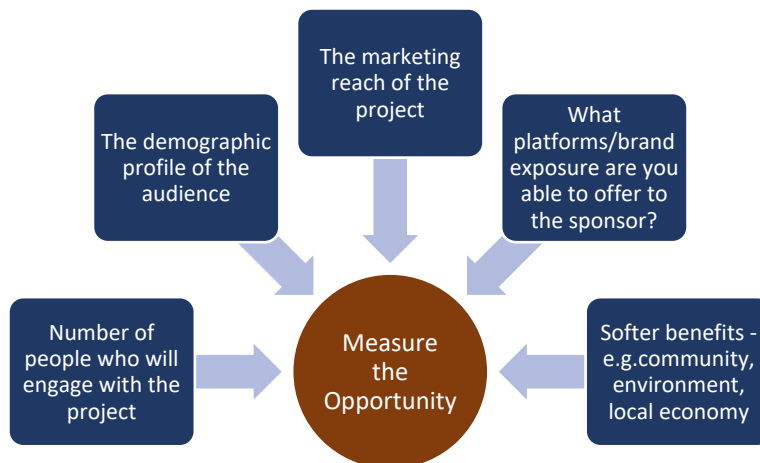 The marketing
reach of the
project
The demographic
profile of the
audience
What
platforms/brand
exposure are you
able to offer to
the sponsor?
Number of
people who will
engage with the
project
Measure
the
Opportunity
Softer benefits -
e.g.community,
environment,
local economy